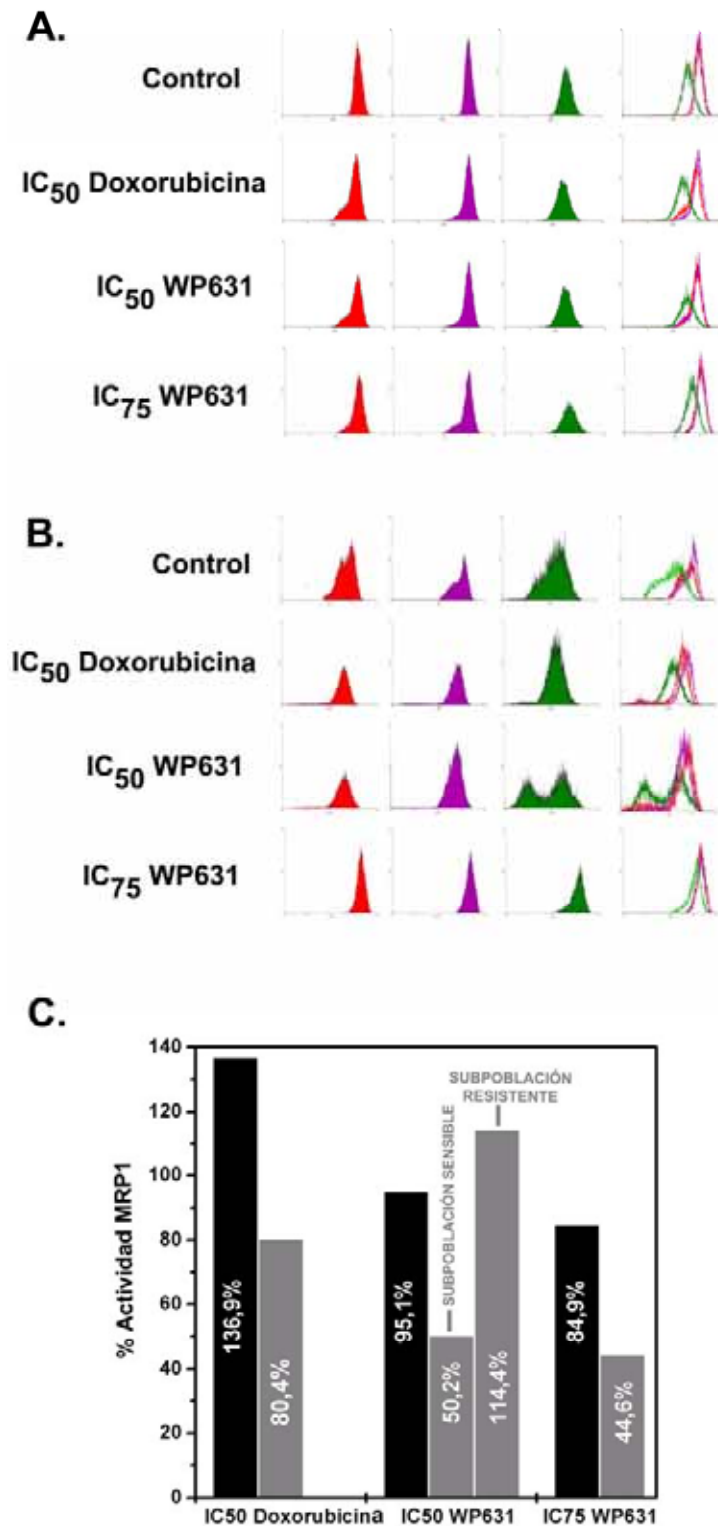 A.
Control
IC50 Doxorubicina
IC50 WP631
IC75 WP631
B.
Control
IC50 Doxorubicina
IC50 WP631
IC75 WP631
C.
% Actividad MRP1
140
120
100
80
60
40
20
0
136,9%
80,4%
95,1%
50,2%
SUBPOBLACIÓN SENSIBLE
SUBPOBLACIÓN
RESISTENTE
114,4%
84,9%
44,6%
IC50 Doxorubicina
IC50 WP631
IC75 WP631